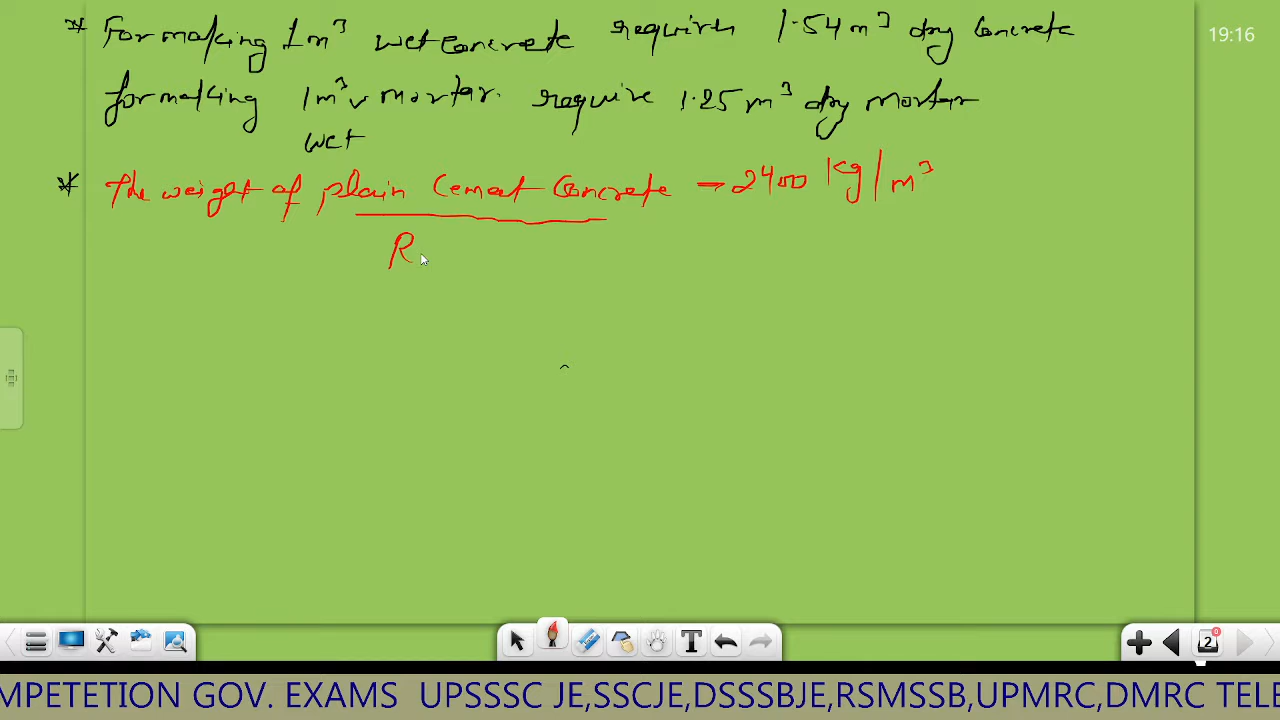 * For making 1m³ wet concrete requires 1.54 m³ dry concrete
19:16
for making 1m³ wet mortar. require 1.25 m³ dry mortar
* The weight of plain cement concrete - 2400 kg/m³
R
T
2
MPETETION GOV. EXAMS UPSSSC JE,SSCJE,DSSSBJE,RSMSSB,UPMRC,DMRC TELE